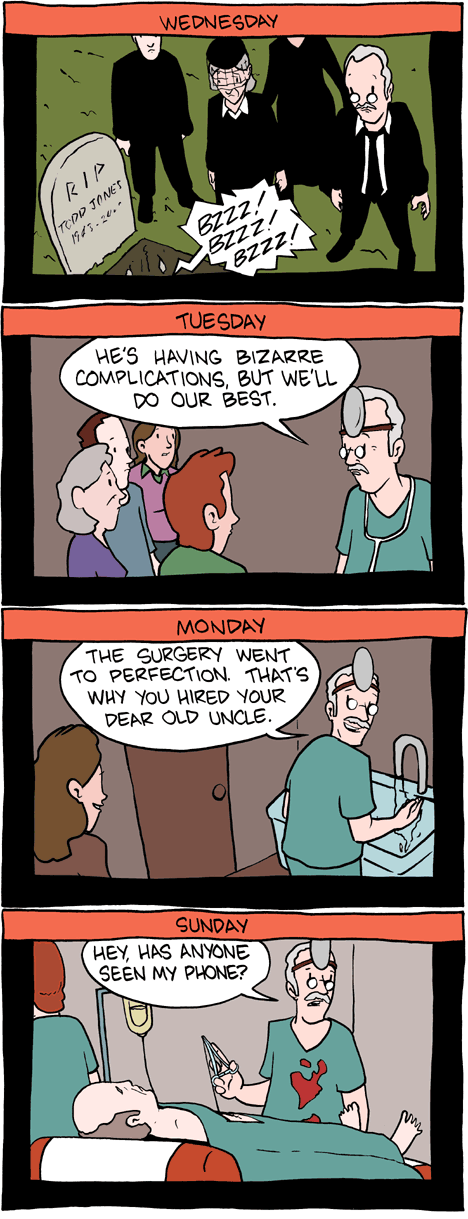 WEDNESDAY
RIP
TODD JONES
BZZZ!
BZZZ!
BZZZ!
TUESDAY
HE'S HAVING BIZARRE
COMPLICATIONS, BUT WE'LL
DO OUR BEST.
MONDAY
THE SURGERY WENT
TO PERFECTION. THAT'S
WHY YOU HIRED YOUR
DEAR OLD UNCLE.
SUNDAY
HEY, HAS ANYONE
SEEN MY PHONE?